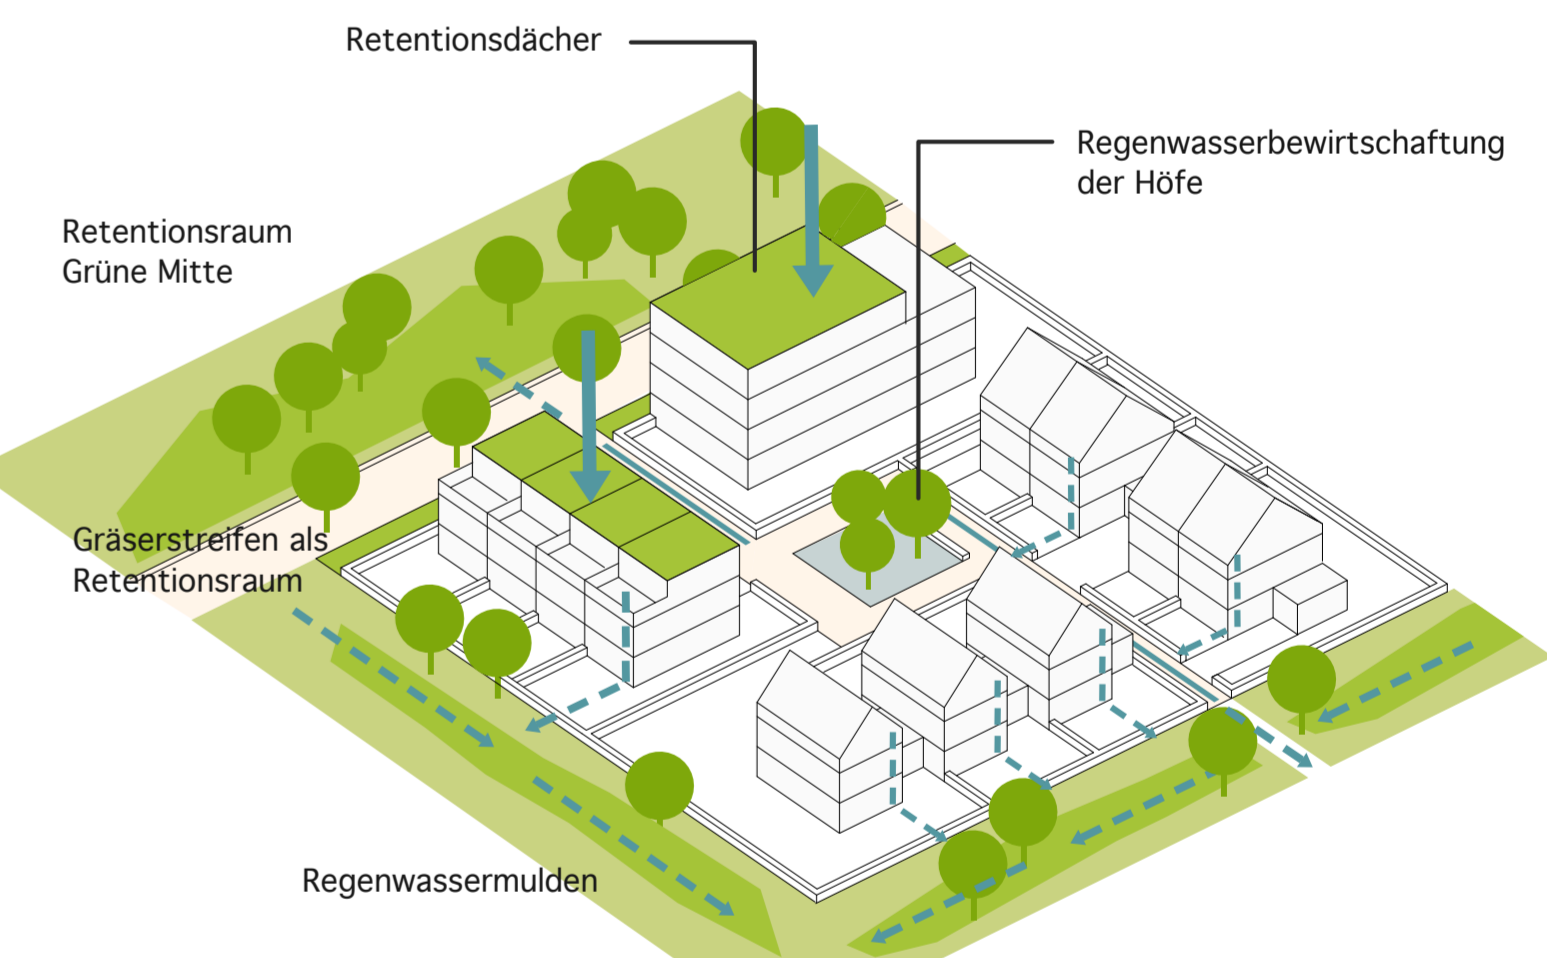 Retentionsdächer
Regenwasserbewirtschaftung
der Höfe
Retentionsraum
Grüne Mitte
Gräserstreifen als
Retentionsraum
Regenwassermulden